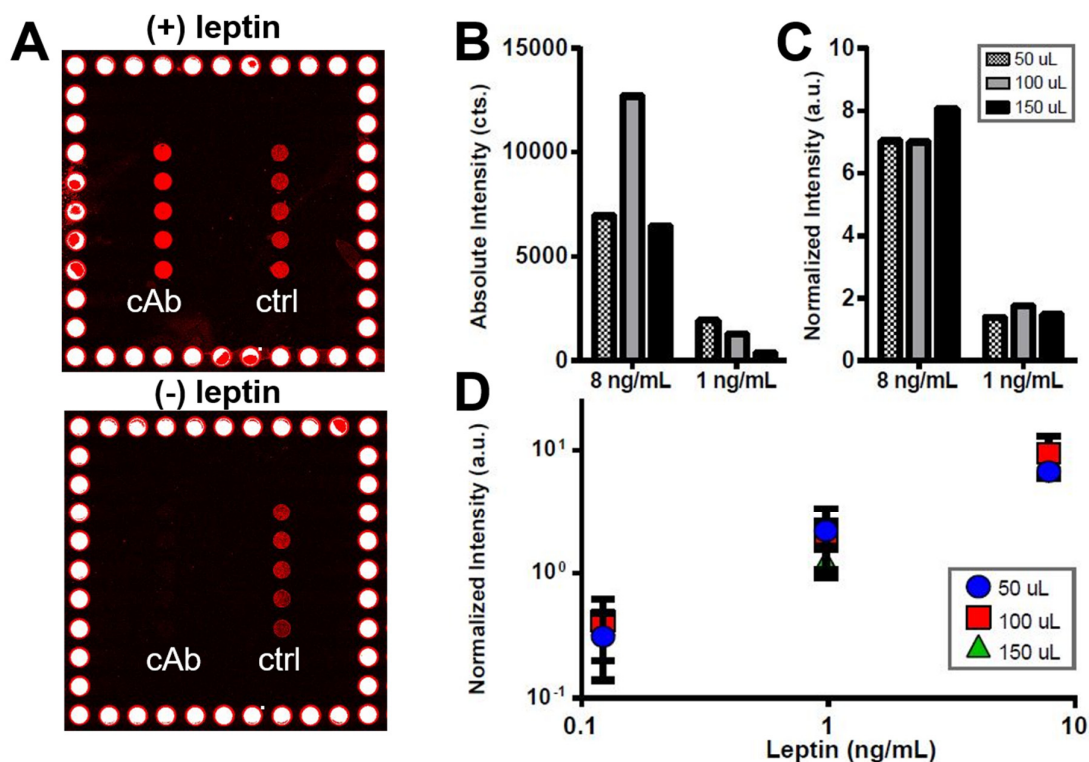 A
(+) leptin
cAb
ctrl
(-) leptin
cAb
ctrl
B
Absolute Intensity (cts.)
15000
10000
5000
0
8 ng/mL
1 ng/mL
C
Normalized Intensity (a.u.)
10
8
6
4
2
0
50 uL
100 uL
150 uL
8 ng/mL
1 ng/mL
D
Normalized Intensity (a.u.)
10¹
10⁰
10⁻¹
0.1
1
10
Leptin (ng/mL)
50 uL
100 uL
150 uL